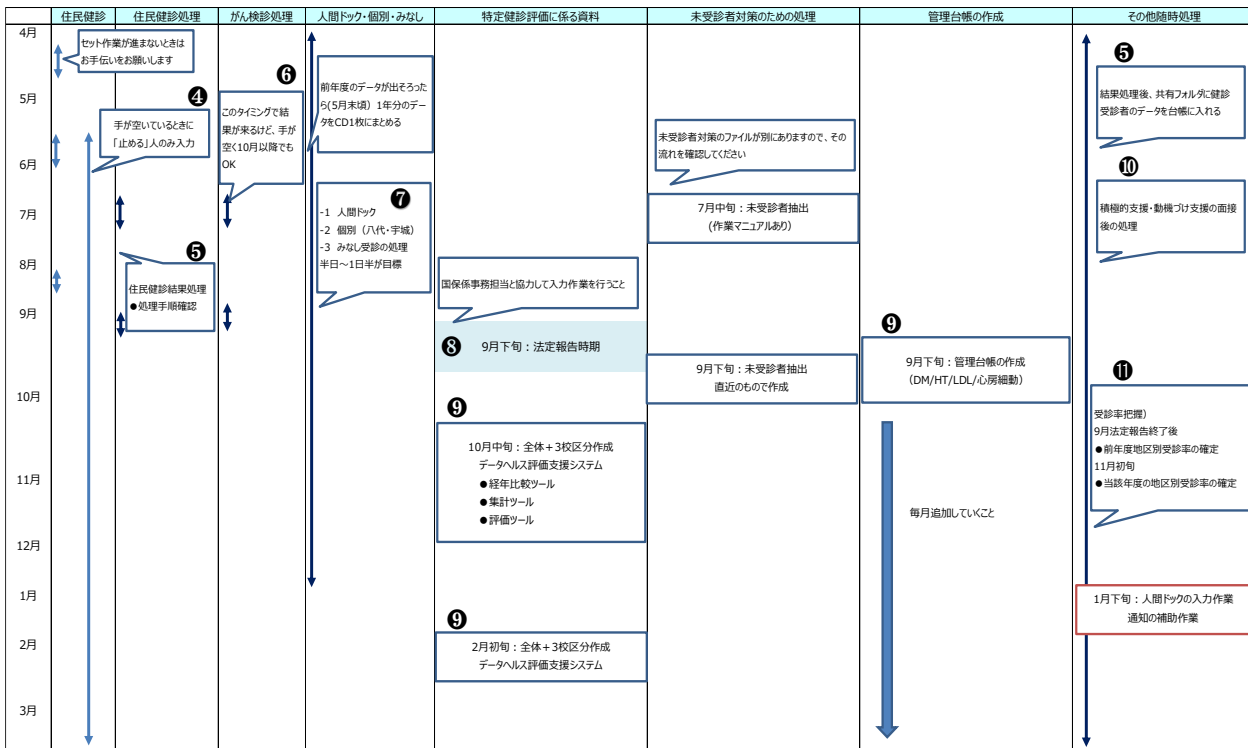 住民健診
住民健診処理
がん検診処理
人間ドック・個別・みなし
特定健診評価に係る資料
未受診者対策のための処理
管理台帳の作成
その他随時処理
4月
5月
6月
7月
8月
9月
10月
11月
12月
1月
2月
3月
セット作業が進まないときは
お手伝いをお願いします
❹
手が空いているときに
「止める」人のみ入力
❺
住民健診結果処理
●処理手順確認
❻
このタイミングで結
果が来るけど、手が
空く10月以降でも
OK
前年度のデータが出そろった
ら(5月末頃) 1年分のデー
タをCD1枚にまとめる
❼
-1 人間ドック
-2 個別（八代・宇城）
-3 みなし受診の処理
半日～1日半が目標
国保係事務担当と協力して入力作業を行うこと
❽
9月下旬：法定報告時期
❾
10月中旬：全体＋3校区分作成
データヘルス評価支援システム
●経年比較ツール
●集計ツール
●評価ツール
❾
2月初旬：全体＋3校区分作成
データヘルス評価支援システム
未受診者対策のファイルが別にありますので、その
流れを確認してください
7月中旬：未受診者抽出
(作業マニュアルあり)
9月下旬：未受診者抽出
直近のもので作成
❾
9月下旬：管理台帳の作成
（DM/HT/LDL/心房細動）
毎月追加していくこと
❺
結果処理後、共有フォルダに健診
受診者のデータを台帳に入れる
❿
積極的支援・動機づけ支援の面接
後の処理
⓫
受診率把握）
9月法定報告終了後
●前年度地区別受診率の確定
11月初旬
●当該年度の地区別受診率の確定
1月下旬：人間ドックの入力作業
通知の補助作業